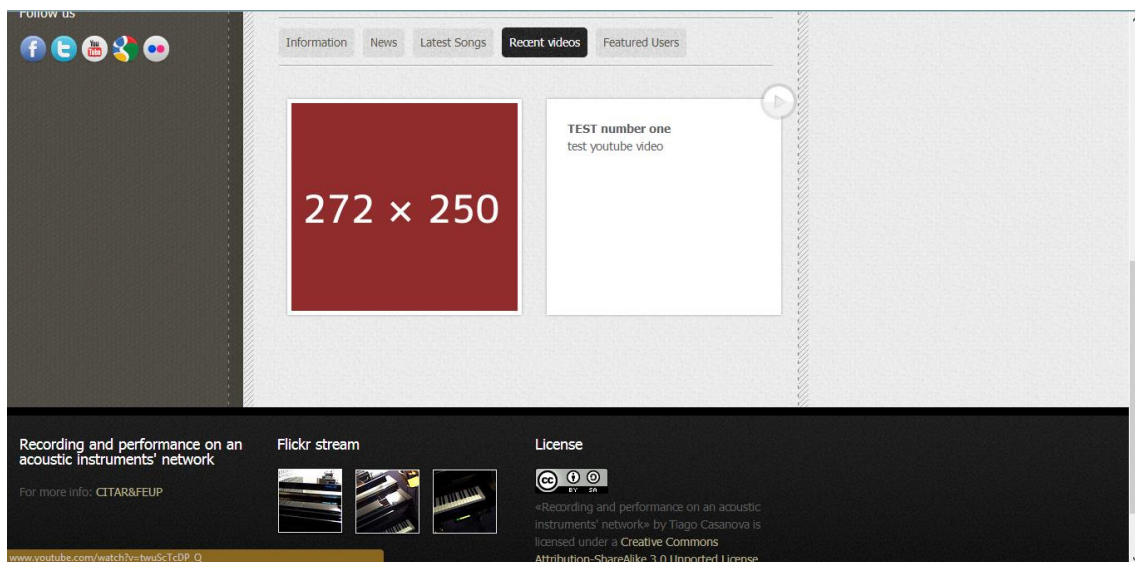 Follow us
Information
News
Latest Songs
Recent videos
Featured Users
272 × 250
TEST number one
test youtube video
Recording and performance on an
acoustic instruments' network
For more info: CITAR&FEUP
Flickr stream
License
BY SA
«Recording and performance on an acoustic
instruments' network» by Tiago Casanova is
licensed under a Creative Commons
Attribution-ShareAlike 3.0 Unported License
www.youtube.com/watch?v=twuScTcDP_Q